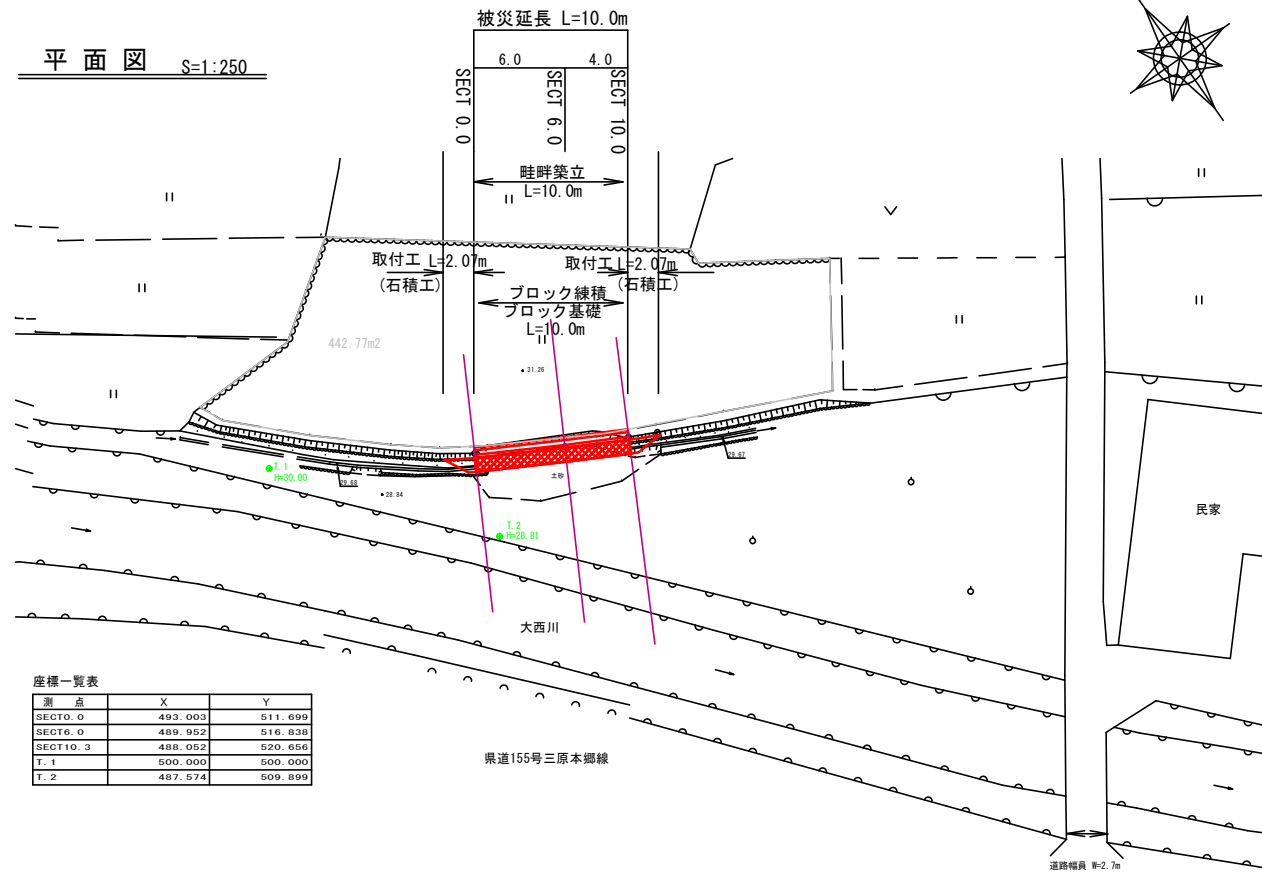 平面図 S=1:250
被災延長 L=10.0m
6.0 4.0
SECT 0.0
SECT 6.0
SECT 10.0
畦畔築立
L=10.0m
取付工 L=2.07m
(石積工)
取付工 L=2.07m
(石積工)
ブロック練積
ブロック基礎
L=10.0m
442.77m2
31.26
T.1
H=30.00
29.68
28.84
土砂
29.67
T.2
H=28.81
民家
大西川
県道155号三原本郷線
道路幅員 W=2.7m
座標一覧表
測 点 X Y
SECT0.0 493.003 511.699
SECT6.0 489.952 516.838
SECT10.3 488.052 520.656
T.1 500.000 500.000
T.2 487.574 509.899